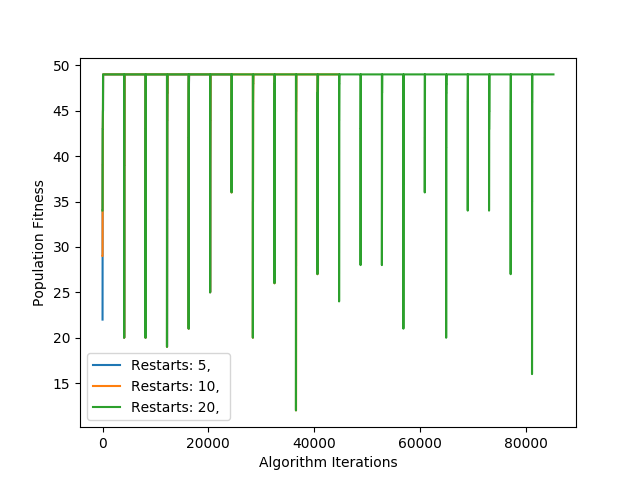 50
45
40
35
30
25
20
15
Population Fitness
Restarts: 5,
Restarts: 10,
Restarts: 20,
0 20000 40000 60000 80000
Algorithm Iterations